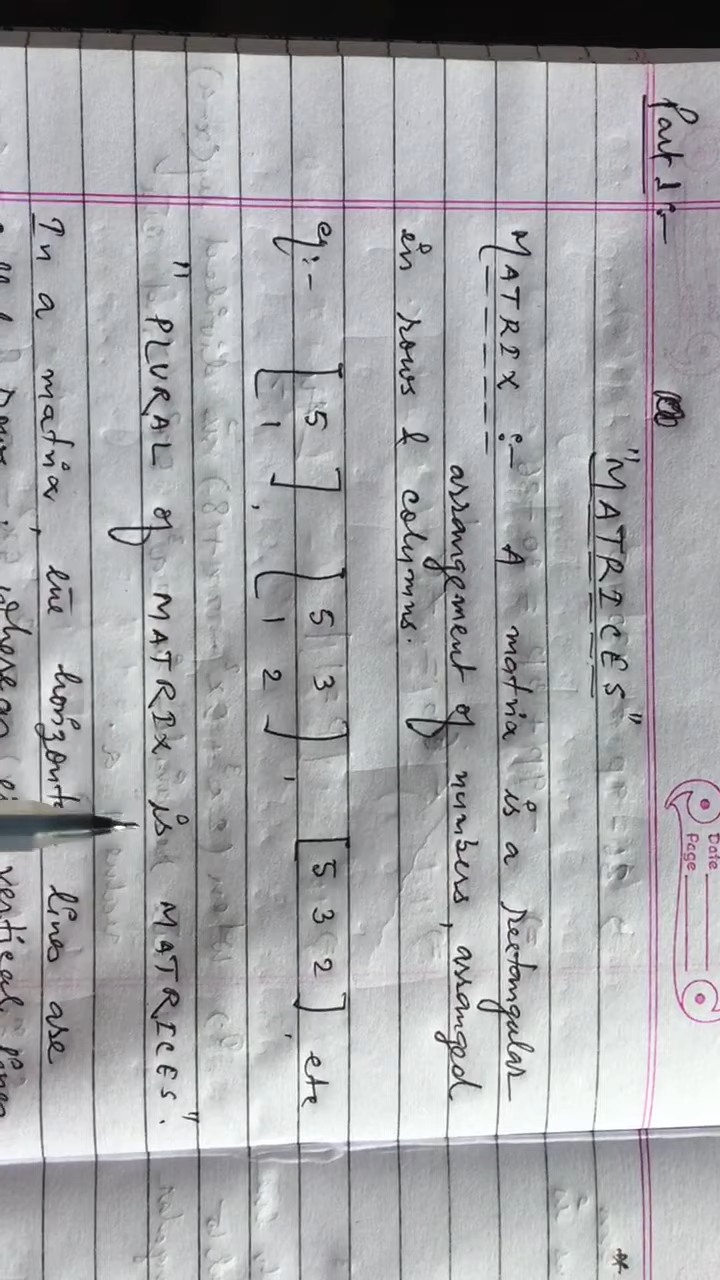 Date
Page
Part 1:-
"MATRICES"
MATRIX :- A matrix is a rectangular
arrangement of numbers, arranged
in rows & columns.
eg:- [5 1], [5 3 1 2], [5 3 2], etc
"PLURAL of MATRIX is MATRICES".
In a matrix, the horizontal lines are
vertical lines